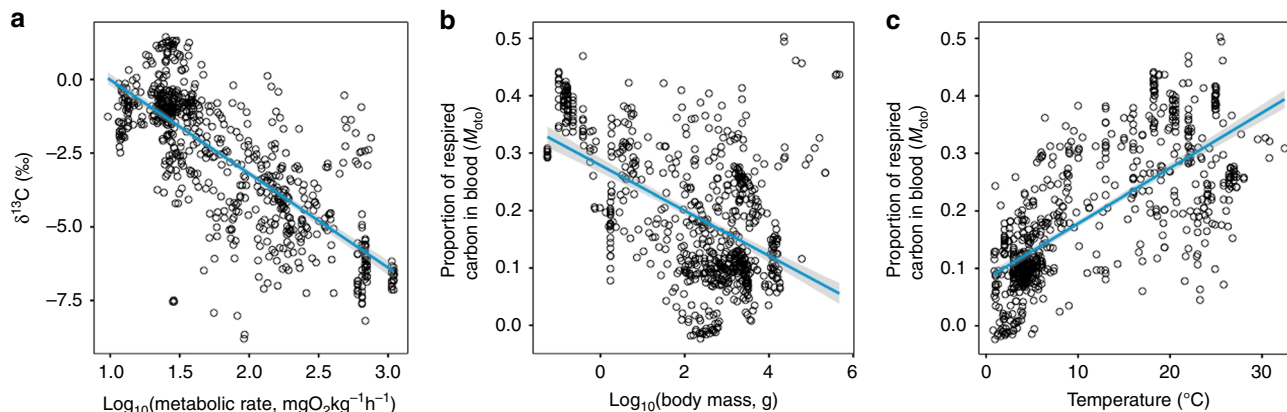 a
0.0
−2.5
−5.0
−7.5
δ¹³C (‰)
1.0 1.5 2.0 2.5 3.0
Log₁₀(metabolic rate, mgO₂kg⁻¹h⁻¹)
b
0.5
0.4
0.3
0.2
0.1
0.0
Proportion of respired
carbon in blood (Mₒₜₒ)
0 2 4 6
Log₁₀(body mass, g)
c
0.5
0.4
0.3
0.2
0.1
0.0
Proportion of respired
carbon in blood (Mₒₜₒ)
0 10 20 30
Temperature (°C)